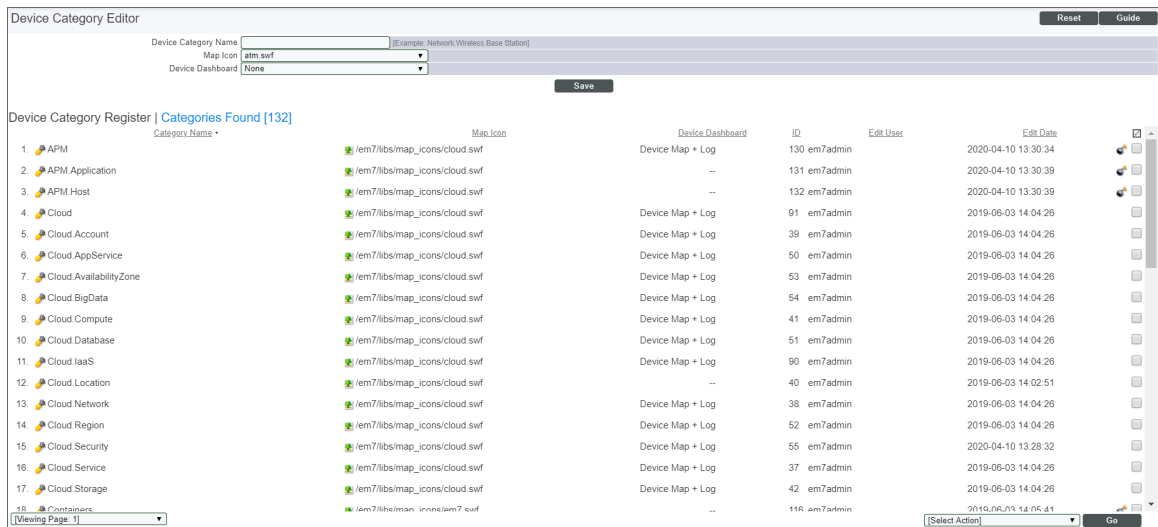 Device Category Editor Reset Guide
Device Category Name [Example: Network.Wireless.Base Station]
Map Icon atm.swf
Device Dashboard None
Save
Device Category Register | Categories Found [132]
Category Name • Map Icon Device Dashboard ID Edit User Edit Date
1. APM /em7/libs/map_icons/cloud.swf Device Map + Log 130 em7admin 2020-04-10 13:30:34
2. APM.Application /em7/libs/map_icons/cloud.swf -- 131 em7admin 2020-04-10 13:30:39
3. APM.Host /em7/libs/map_icons/cloud.swf -- 132 em7admin 2020-04-10 13:30:39
4. Cloud /em7/libs/map_icons/cloud.swf Device Map + Log 91 em7admin 2019-06-03 14:04:26
5. Cloud.Account /em7/libs/map_icons/cloud.swf Device Map + Log 39 em7admin 2019-06-03 14:04:26
6. Cloud.AppService /em7/libs/map_icons/cloud.swf Device Map + Log 50 em7admin 2019-06-03 14:04:26
7. Cloud.AvailabilityZone /em7/libs/map_icons/cloud.swf Device Map + Log 53 em7admin 2019-06-03 14:04:26
8. Cloud.BigData /em7/libs/map_icons/cloud.swf Device Map + Log 54 em7admin 2019-06-03 14:04:26
9. Cloud.Compute /em7/libs/map_icons/cloud.swf Device Map + Log 41 em7admin 2019-06-03 14:04:26
10. Cloud.Database /em7/libs/map_icons/cloud.swf Device Map + Log 51 em7admin 2019-06-03 14:04:26
11. Cloud.IaaS /em7/libs/map_icons/cloud.swf Device Map + Log 90 em7admin 2019-06-03 14:04:26
12. Cloud.Location /em7/libs/map_icons/cloud.swf -- 40 em7admin 2019-06-03 14:02:51
13. Cloud.Network /em7/libs/map_icons/cloud.swf Device Map + Log 38 em7admin 2019-06-03 14:04:26
14. Cloud.Region /em7/libs/map_icons/cloud.swf Device Map + Log 52 em7admin 2019-06-03 14:04:26
15. Cloud.Security /em7/libs/map_icons/cloud.swf Device Map + Log 55 em7admin 2020-04-10 13:28:32
16. Cloud.Service /em7/libs/map_icons/cloud.swf Device Map + Log 37 em7admin 2019-06-03 14:04:26
17. Cloud.Storage /em7/libs/map_icons/cloud.swf Device Map + Log 42 em7admin 2019-06-03 14:04:26
18. Containers /em7/libs/map_icons/em7.swf -- 116 em7admin 2019-06-03 14:05:41
[Viewing Page: 1] [Select Action] Go